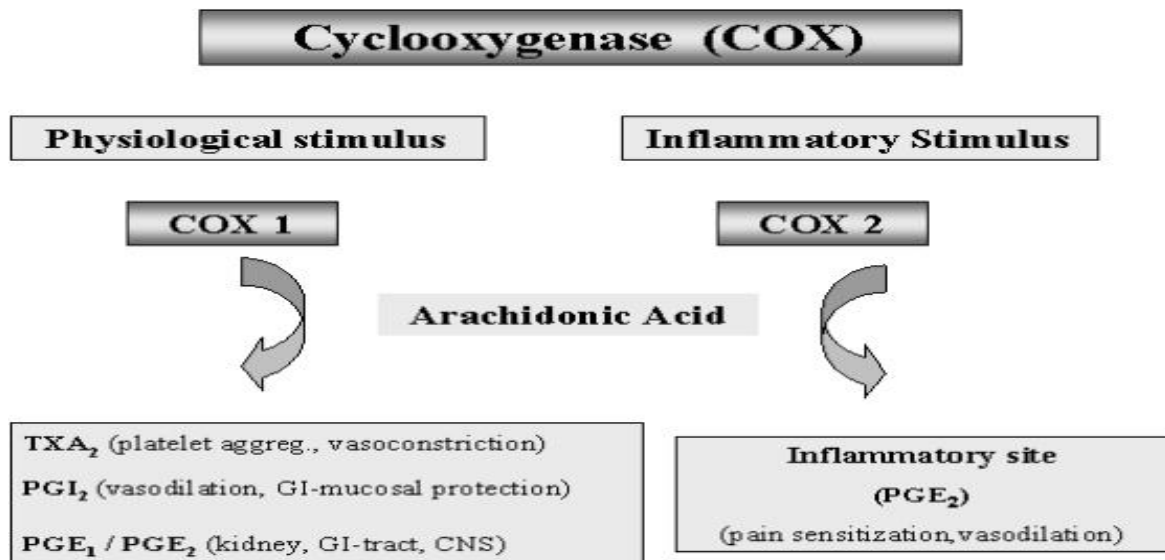 Cyclooxygenase (COX)
Physiological stimulus
Inflammatory Stimulus
COX 1
COX 2
Arachidonic Acid
TXA₂ (platelet aggreg., vasoconstriction)
PGI₂ (vasodilation, GI-mucosal protection)
PGE₁ / PGE₂ (kidney, GI-tract, CNS)
Inflammatory site
(PGE₂)
(pain sensitization,vasodilation)